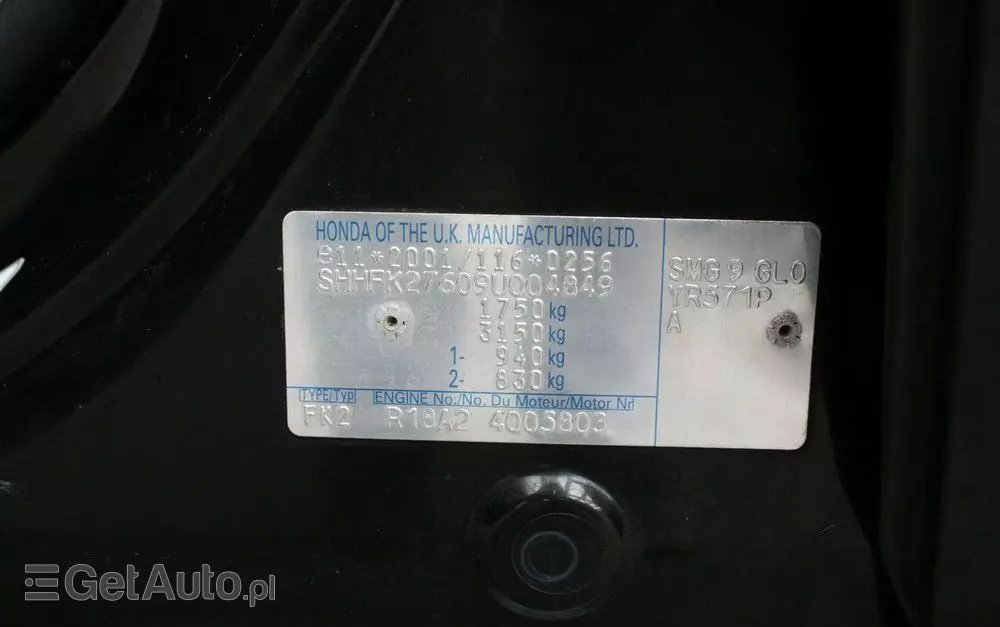 HONDA OF THE U.K. MANUFACTURING LTD.
e11*2001/116*0256
SHHFK27609U004849
1750 kg
3150 kg
1- 940 kg
2- 830 kg
TYPE/Typ ENGINE No./No. Du Moteur/Motor Nr
FK2 R18A2 4005803
SMG 9 GLO
YR571P
A
GetAuto.pl